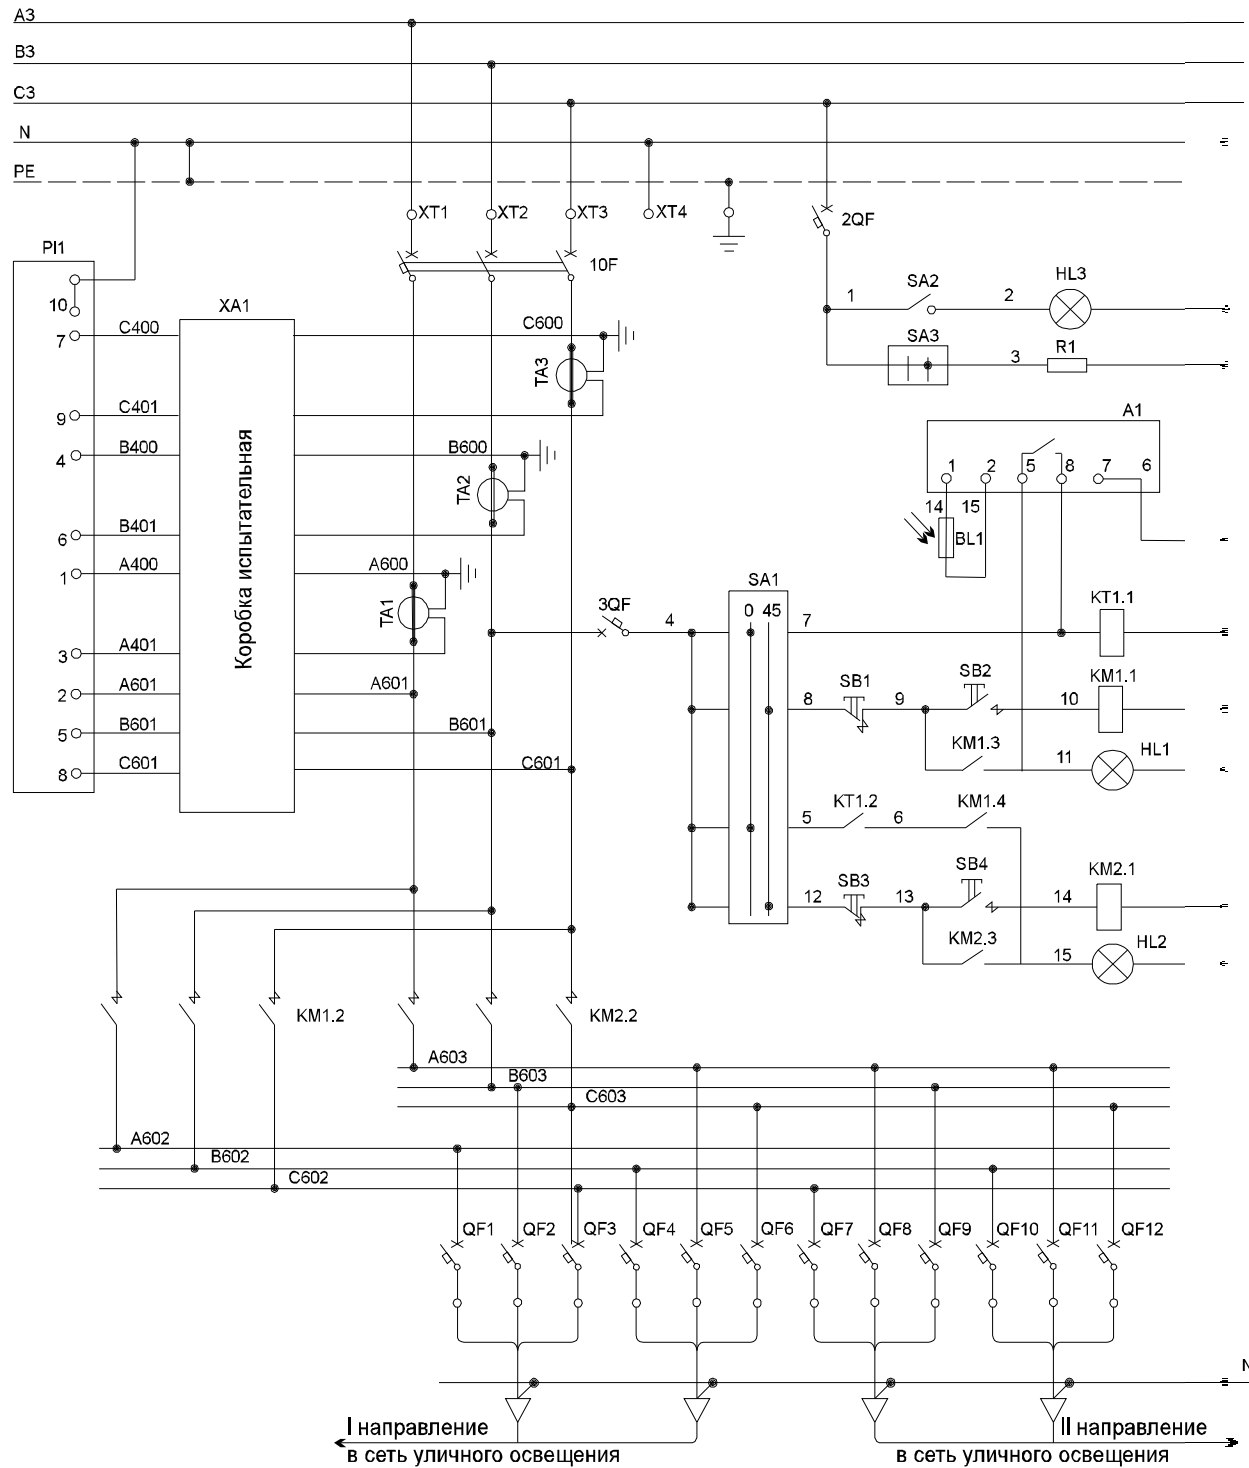 A3
B3
C3
N
PE
XT1
XT2
XT3
XT4
2QF
PI1
10F
10
XA1
SA2
HL3
1
2
SA3
R1
3
7
C400
C600
TA3
9
C401
4
B400
B600
TA2
6
B401
1
A400
A600
TA1
3
A401
2
A601
A601
5
B601
B601
8
C601
C601
Коробка испытательная
A1
1
2
5
8
7
6
14
15
BL1
3QF
4
SA1
0
45
7
KT1.1
8
SB1
9
SB2
10
KM1.1
KM1.3
11
HL1
5
KT1.2
6
KM1.4
12
SB3
13
SB4
14
KM2.1
KM2.3
15
HL2
KM1.2
KM2.2
A603
B603
C603
A602
B602
C602
QF1
QF2
QF3
QF4
QF5
QF6
QF7
QF8
QF9
QF10
QF11
QF12
N
I направление
в сеть уличного освещения
II направление
в сеть уличного освещения